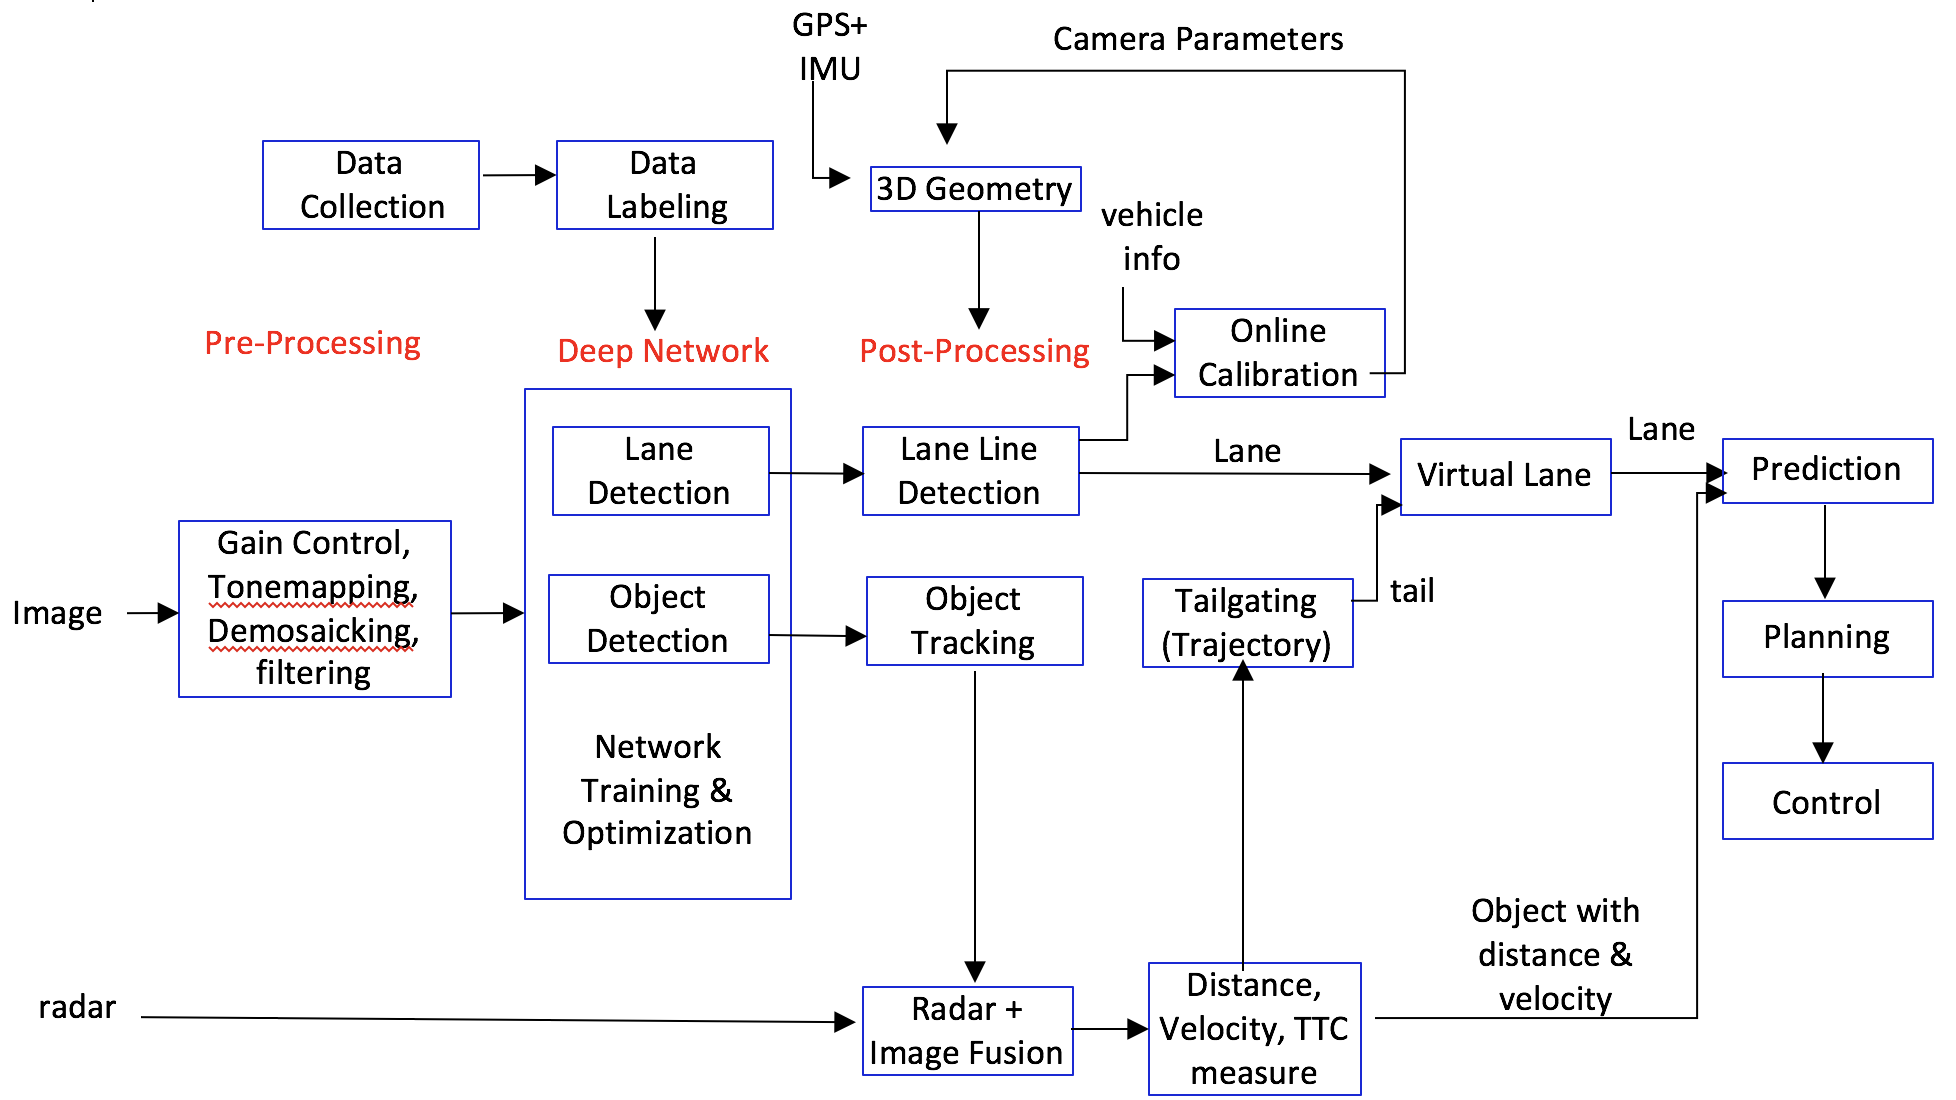 GPS+
IMU
Camera Parameters
Data
Collection
Data
Labeling
3D Geometry
vehicle
info
Pre-Processing
Deep Network
Post-Processing
Online
Calibration
Lane
Detection
Lane Line
Detection
Lane
Virtual Lane
Lane
Prediction
Gain Control,
Tonemapping,
Demosaicking,
filtering
Image
Object
Detection
Object
Tracking
Tailgating
(Trajectory)
tail
Planning
Network
Training &
Optimization
Control
Object with
distance &
velocity
radar
Radar +
Image Fusion
Distance,
Velocity, TTC
measure